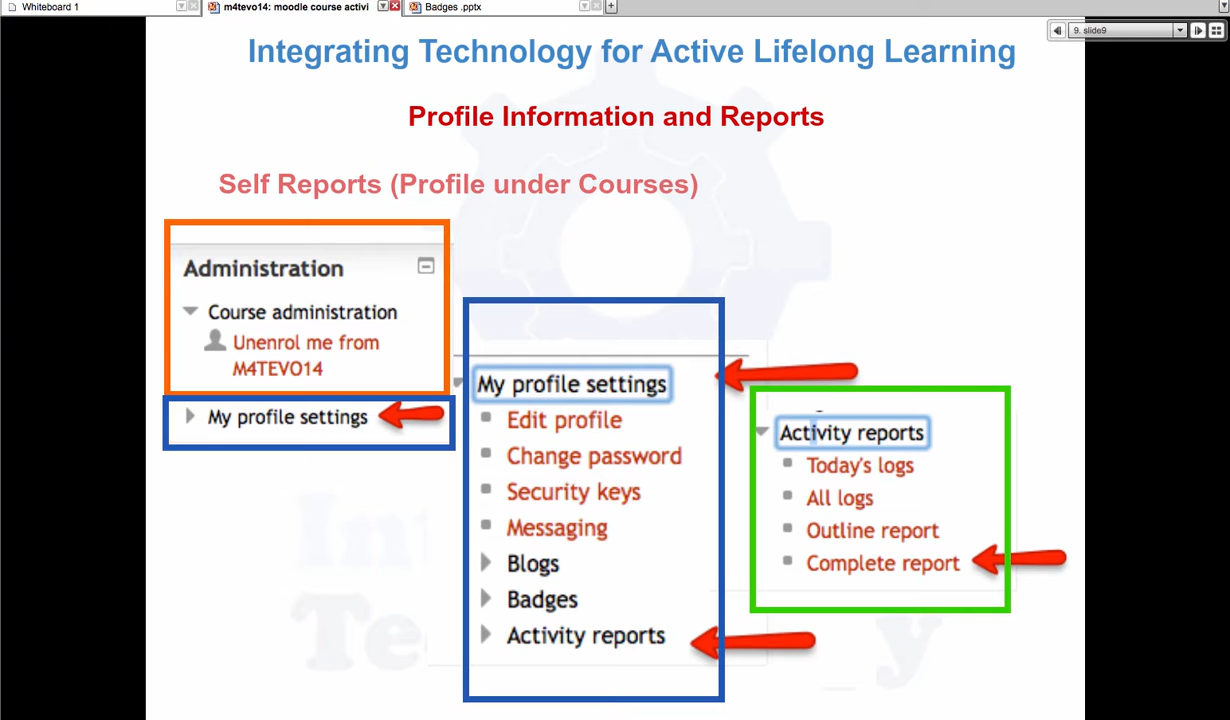 Whiteboard 1
m4tevo14: moodle course activi
Badges .pptx
9. slide9
Integrating Technology for Active Lifelong Learning
Profile Information and Reports
Self Reports (Profile under Courses)
Administration
Course administration
Unenrol me from
M4TEVO14
My profile settings
My profile settings
Edit profile
Change password
Security keys
Messaging
Blogs
Badges
Activity reports
Activity reports
Today's logs
All logs
Outline report
Complete report